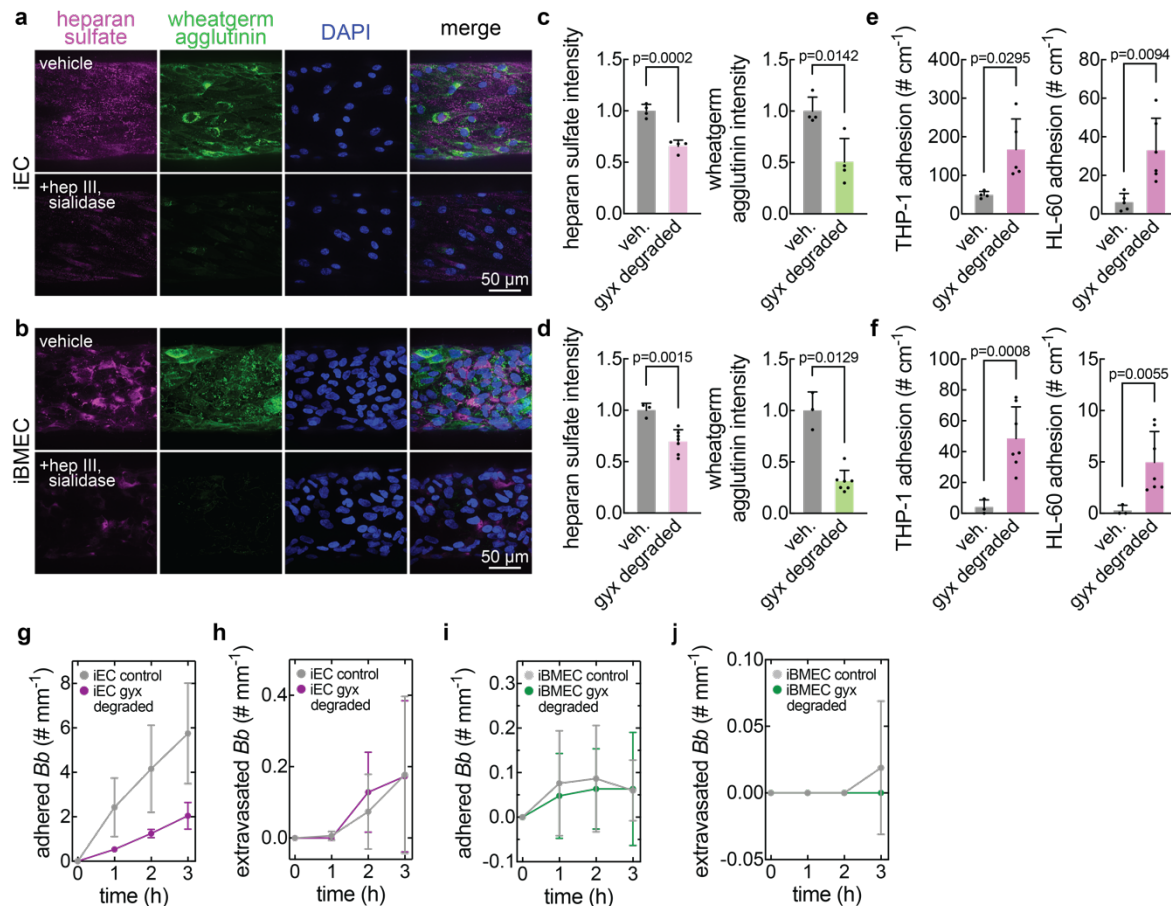 a
heparan
sulfate
wheatgerm
agglutinin
DAPI
merge
vehicle
iEC
+hep III,
sialidase
50 μm
b
vehicle
iBMEC
+hep III,
sialidase
50 μm
c
p=0.0002
heparan sulfate intensity
1.5
1.0
0.5
0.0
veh.
gyx degraded
p=0.0142
wheatgerm
agglutinin intensity
1.5
1.0
0.5
0.0
veh.
gyx degraded
d
p=0.0015
heparan sulfate intensity
1.5
1.0
0.5
0.0
veh.
gyx degraded
p=0.0129
wheatgerm
agglutinin intensity
1.5
1.0
0.5
0.0
veh.
gyx degraded
e
p=0.0295
THP-1 adhesion (# cm⁻¹)
400
300
200
100
0
veh.
gyx degraded
p=0.0094
HL-60 adhesion (# cm⁻¹)
80
60
40
20
0
veh.
gyx degraded
f
p=0.0008
THP-1 adhesion (# cm⁻¹)
100
80
60
40
20
0
veh.
gyx degraded
p=0.0055
HL-60 adhesion (# cm⁻¹)
15
10
5
0
veh.
gyx degraded
g
iEC control
iEC gyx
degraded
adhered Bb (# mm⁻¹)
8
6
4
2
0
0 1 2 3
time (h)
h
iEC control
iEC gyx
degraded
extravasated Bb (# mm⁻¹)
0.4
0.2
0.0
0 1 2 3
time (h)
i
iBMEC control
iBMEC gyx
degraded
adhered Bb (# mm⁻¹)
0.3
0.2
0.1
0.0
-0.1
0 1 2 3
time (h)
j
iBMEC control
iBMEC gyx
degraded
extravasated Bb (# mm⁻¹)
0.10
0.05
0.00
-0.05
0 1 2 3
time (h)